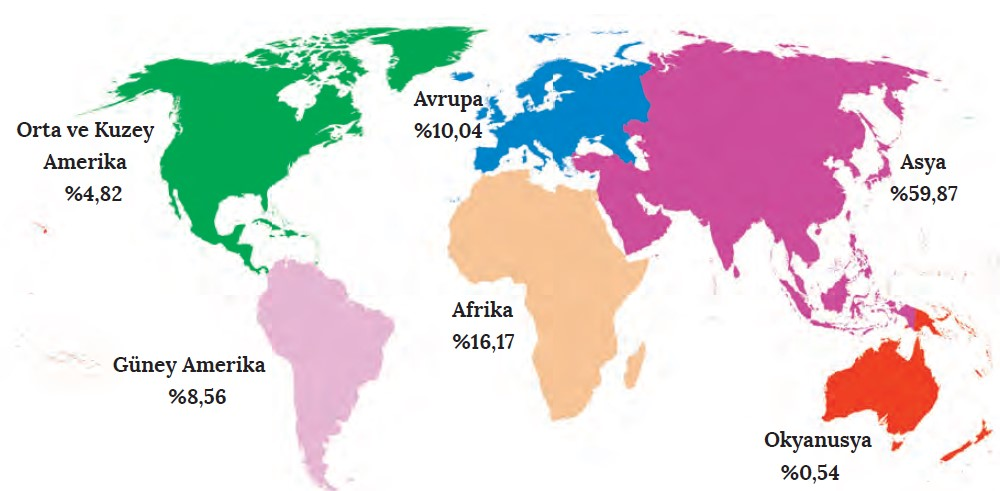 Orta ve Kuzey
Amerika
%4,82
Avrupa
%10,04
Asya
%59,87
Afrika
%16,17
Güney Amerika
%8,56
Okyanusya
%0,54